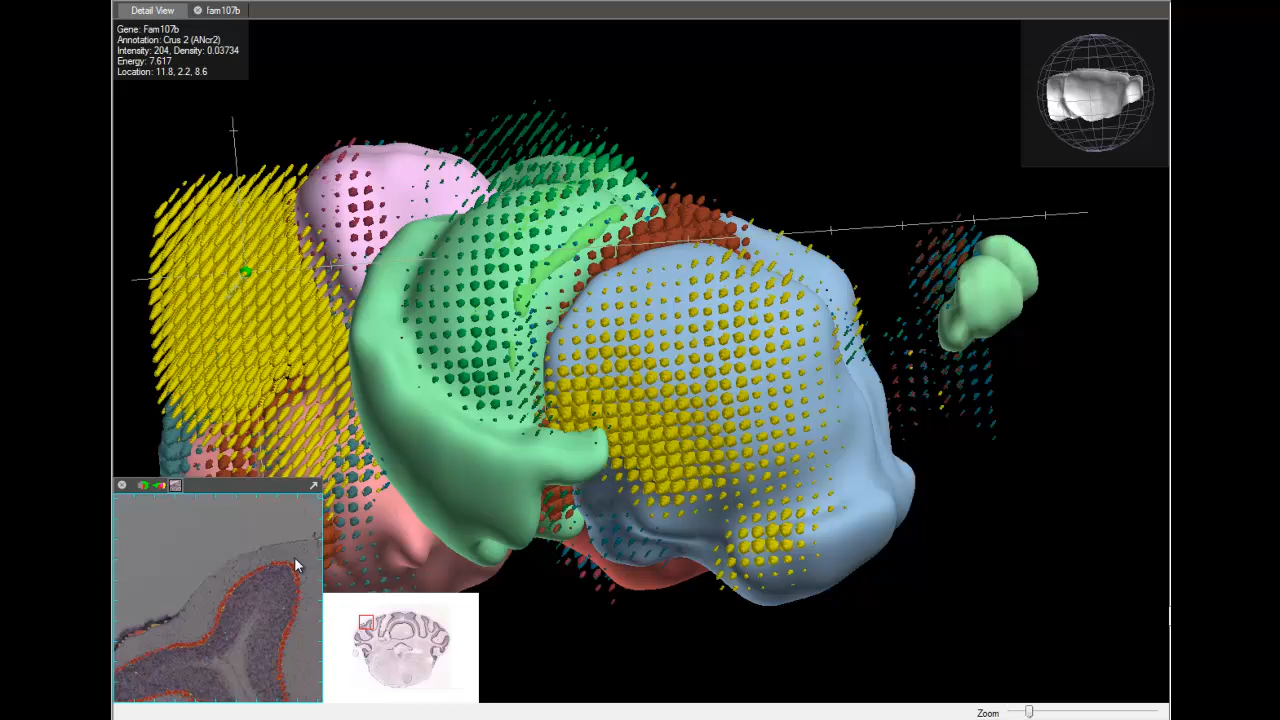 Detail View
fam107b
Gene: Fam107b
Annotation: Crus 2 (ANcr2)
Intensity: 204, Density: 0.03734
Energy: 7.617
Location: 11.8, 2.2, 8.6
Zoom